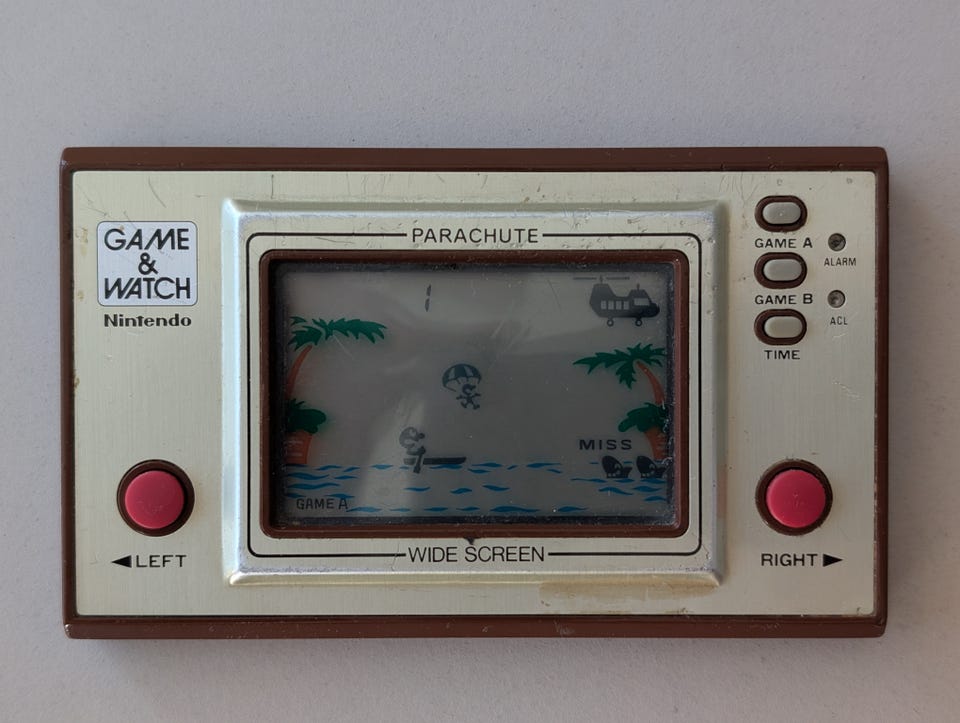 GAME
&
WATCH
Nintendo
PARACHUTE
1
MISS
GAME A
WIDE SCREEN
GAME A
ALARM
GAME B
ACL
TIME
◄LEFT
RIGHT►